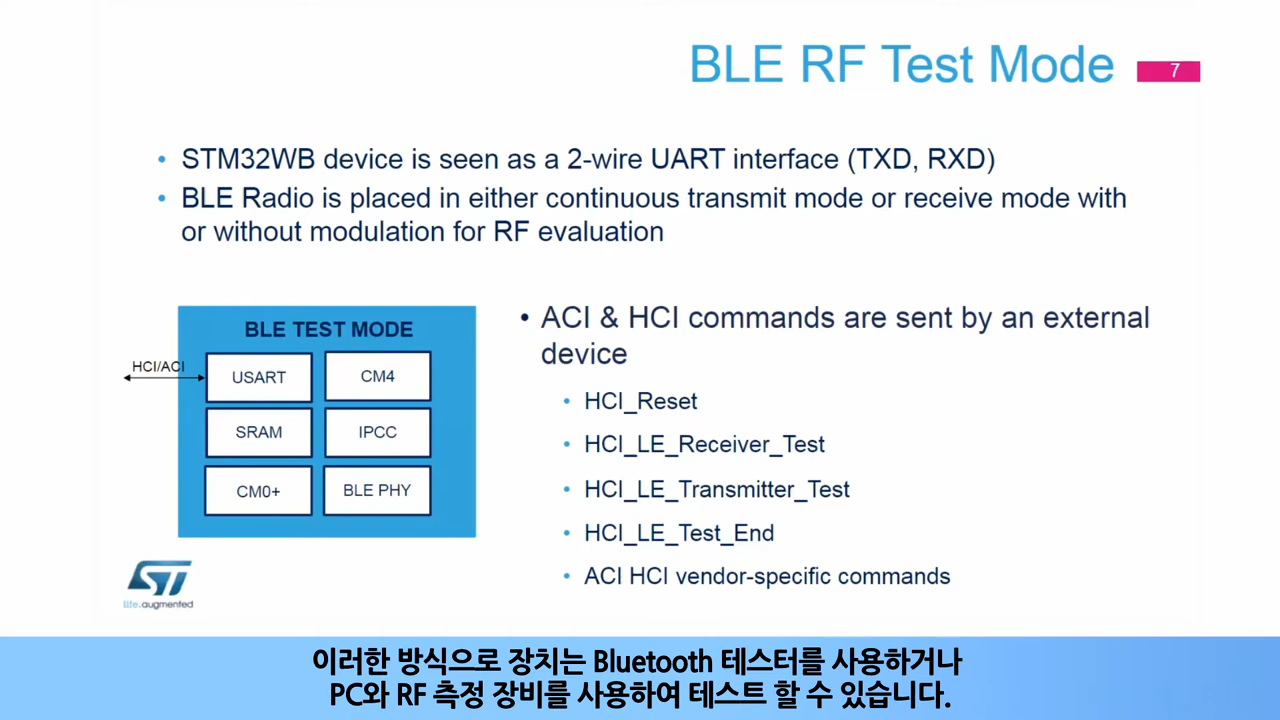 BLE RF Test Mode
7
• STM32WB device is seen as a 2-wire UART interface (TXD, RXD)
• BLE Radio is placed in either continuous transmit mode or receive mode with
or without modulation for RF evaluation
BLE TEST MODE
HCI/ACI
USART
CM4
SRAM
IPCC
CM0+
BLE PHY
• ACI & HCI commands are sent by an external
device
• HCI_Reset
• HCI_LE_Receiver_Test
• HCI_LE_Transmitter_Test
• HCI_LE_Test_End
• ACI HCI vendor-specific commands
ST
life.augmented
이러한 방식으로 장치는 Bluetooth 테스터를 사용하거나
PC와 RF 측정 장비를 사용하여 테스트 할 수 있습니다.